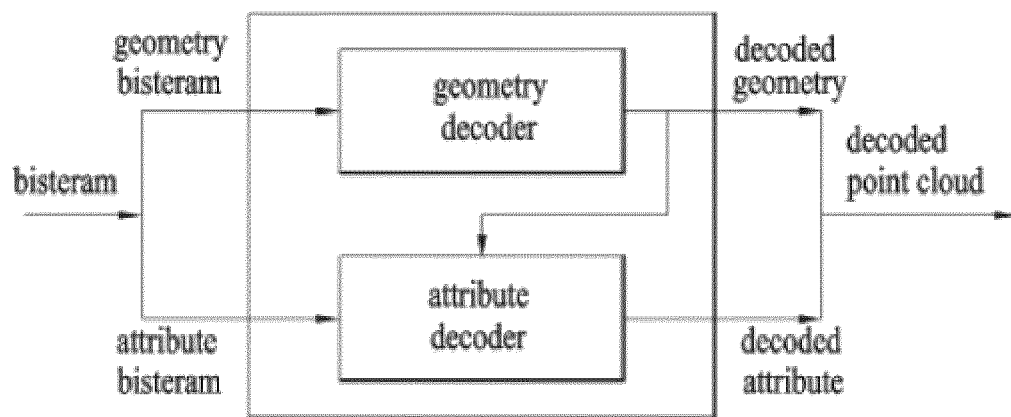 geometry
bisteram
geometry
decoder
decoded
geometry
bisteram
decoded
point cloud
attribute
decoder
attribute
bisteram
decoded
attribute